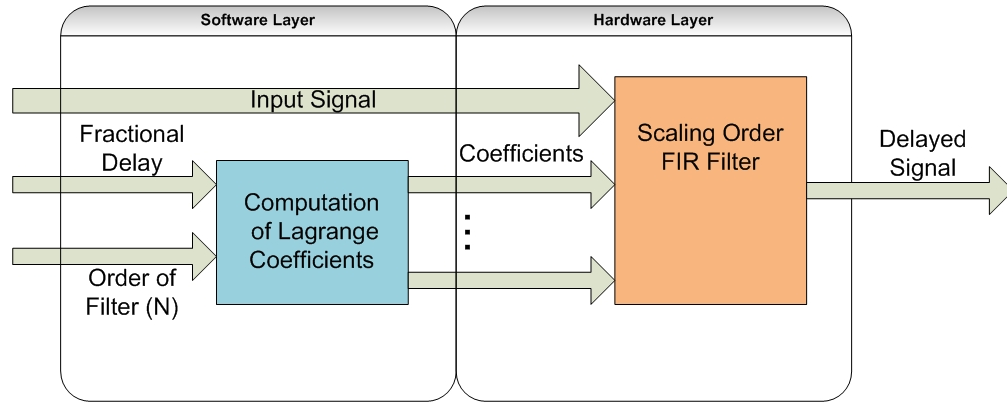 Software Layer
Hardware Layer
Input Signal
Fractional
Delay
Coefficients
Scaling Order
FIR Filter
Delayed
Signal
Computation
of Lagrange
Coefficients
Order of
Filter (N)